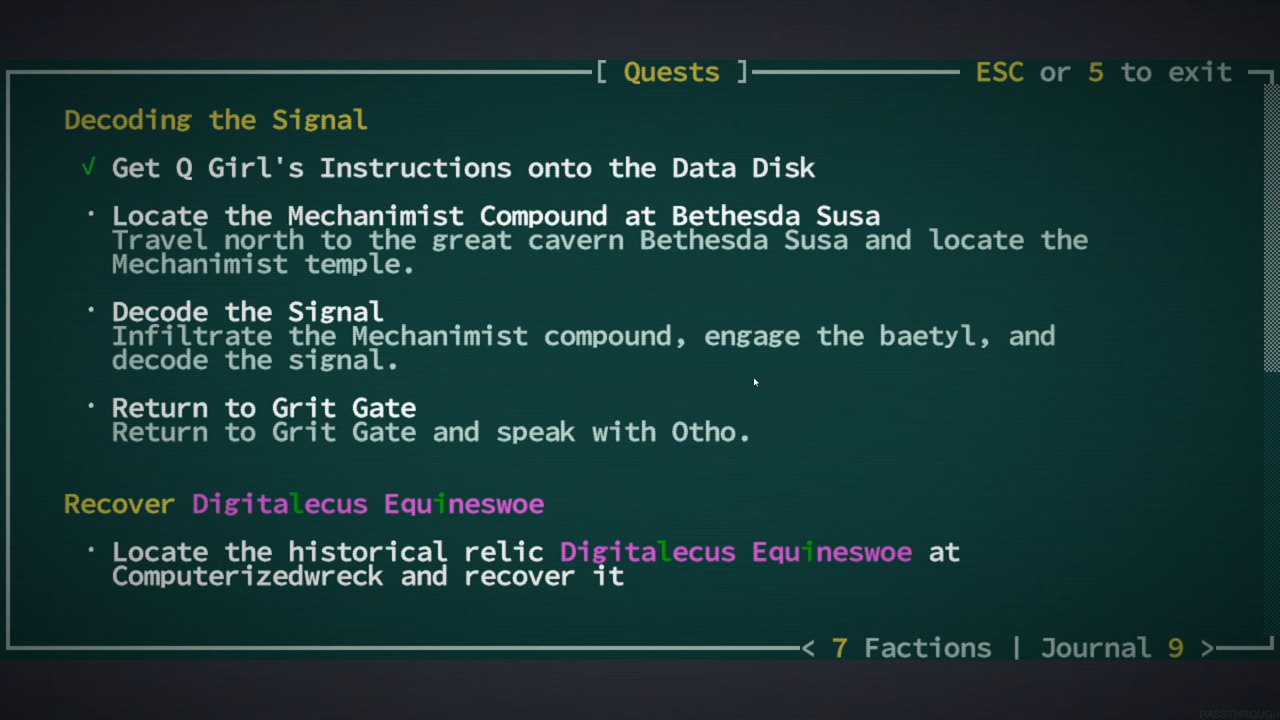 [ Quests ]
ESC or 5 to exit
Decoding the Signal
√ Get Q Girl's Instructions onto the Data Disk
· Locate the Mechanimist Compound at Bethesda Susa
Travel north to the great cavern Bethesda Susa and locate the
Mechanimist temple.
· Decode the Signal
Infiltrate the Mechanimist compound, engage the baetyl, and
decode the signal.
· Return to Grit Gate
Return to Grit Gate and speak with Otho.
Recover Digitalecus Equineswoe
· Locate the historical relic Digitalecus Equineswoe at
Computerizedwreck and recover it
< 7 Factions | Journal 9 >